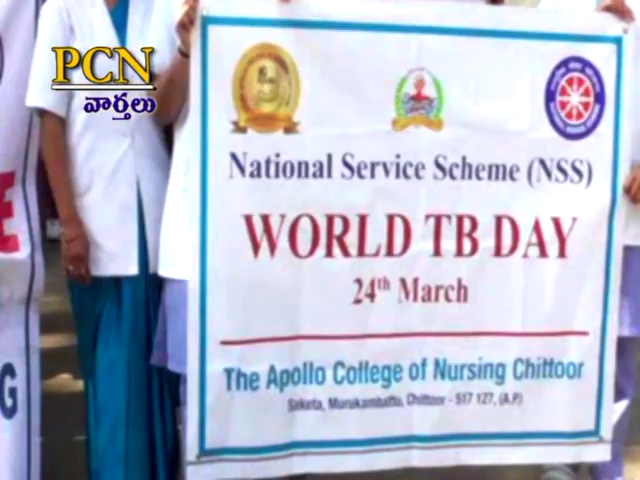 PCN
వార్తలు
National Service Scheme (NSS)
WORLD TB DAY
24th March
The Apollo College of Nursing Chittoor
Saketa, Murukambattu, Chittoor - 517 127, (A.P)
E
G